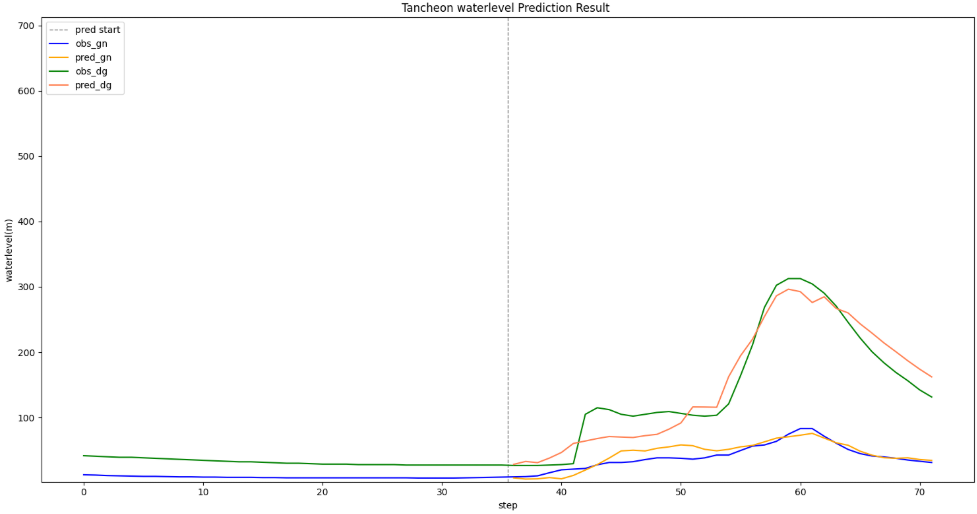 Tancheon waterlevel Prediction Result
pred start
obs_gn
pred_gn
obs_dg
pred_dg
waterlevel(m)
700
600
500
400
300
200
100
0 10 20 30 40 50 60 70
step